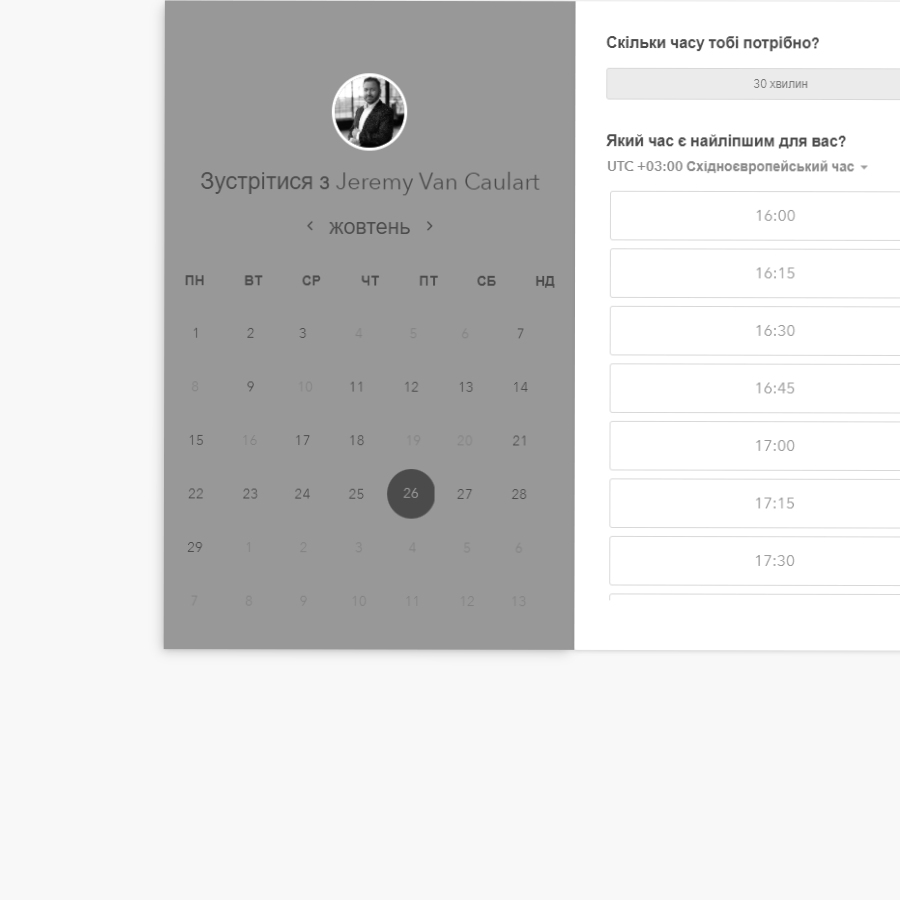 Зустрітися з Jeremy Van Caulart
жовтень
ПН ВТ СР ЧТ ПТ СБ НД
1 2 3 4 5 6 7
8 9 10 11 12 13 14
15 16 17 18 19 20 21
22 23 24 25 26 27 28
29 1 2 3 4 5 6
7 8 9 10 11 12 13
Скільки часу тобі потрібно?
30 хвилин
Який час є найліпшим для вас?
UTC +03:00 Східноєвропейський час
16:00
16:15
16:30
16:45
17:00
17:15
17:30